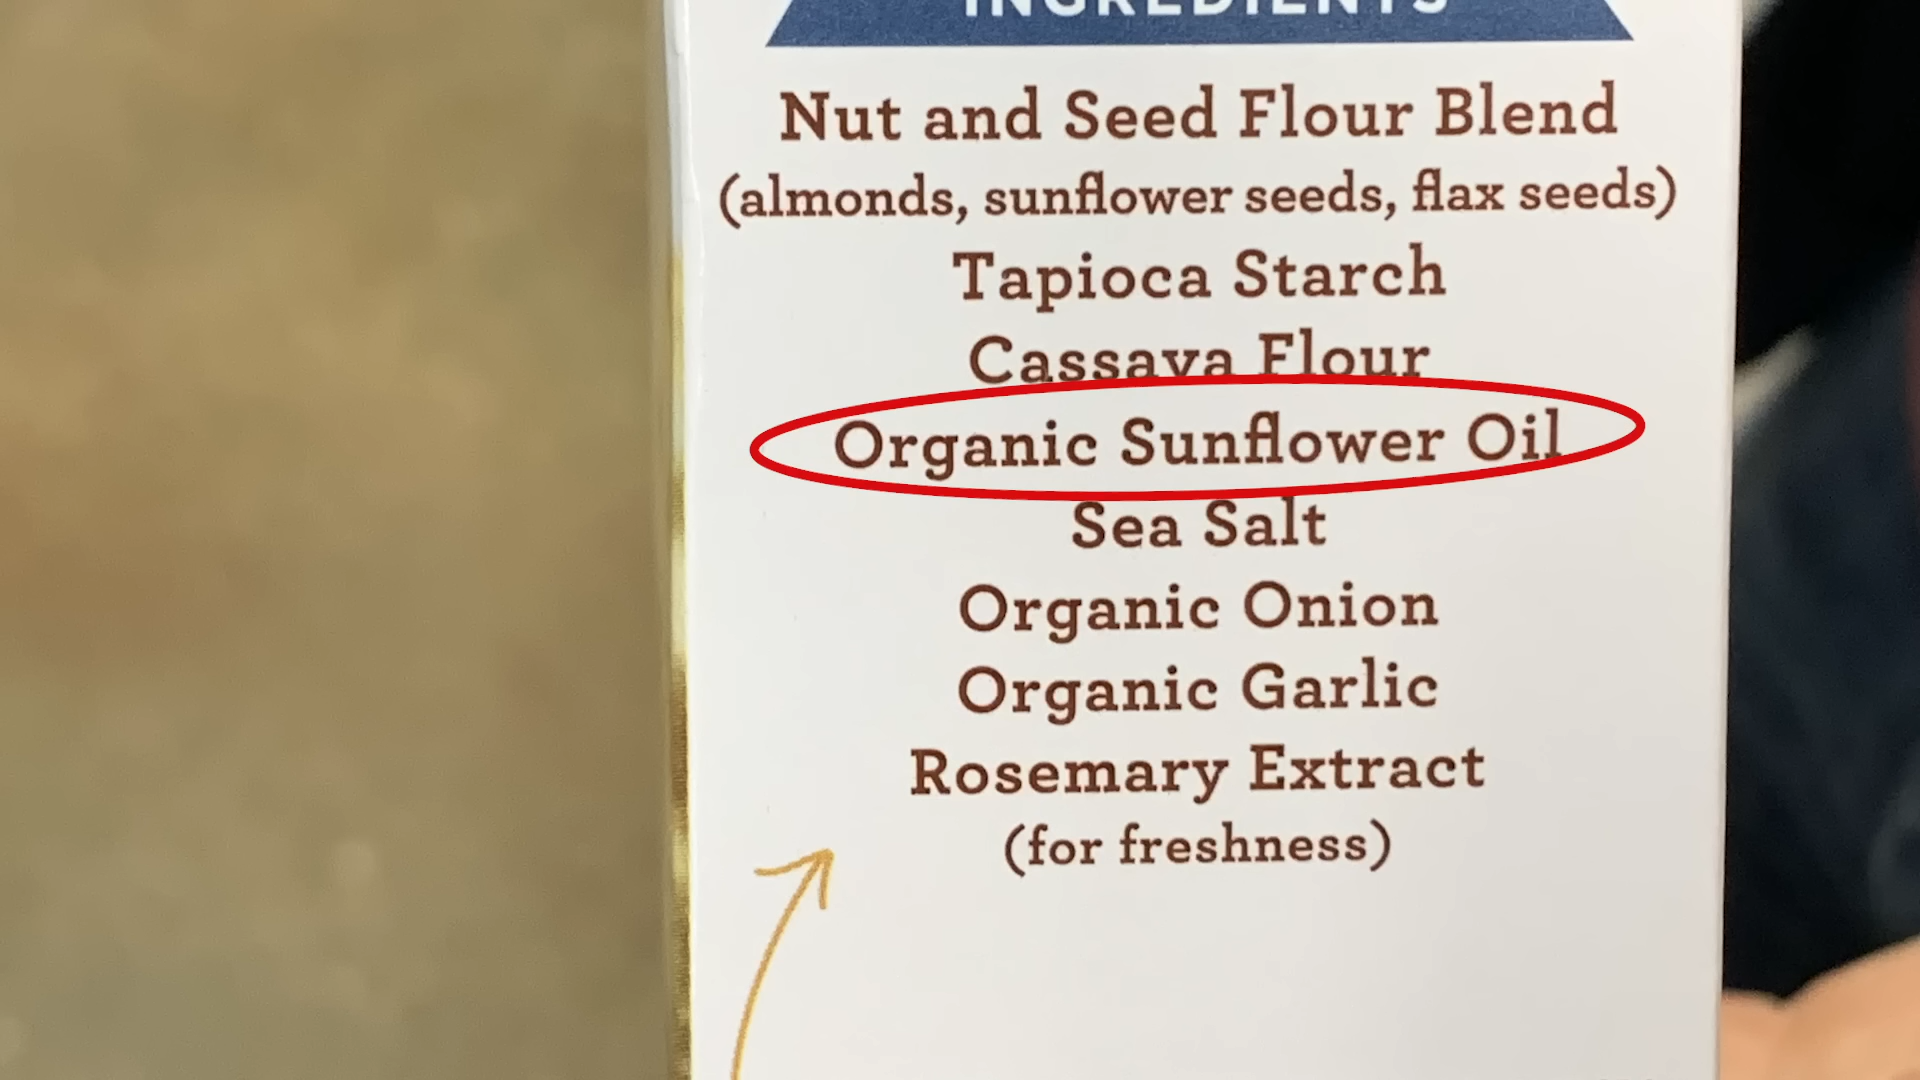 INGREDIENTS
Nut and Seed Flour Blend
(almonds, sunflower seeds, flax seeds)
Tapioca Starch
Cassava Flour
Organic Sunflower Oil
Sea Salt
Organic Onion
Organic Garlic
Rosemary Extract
(for freshness)